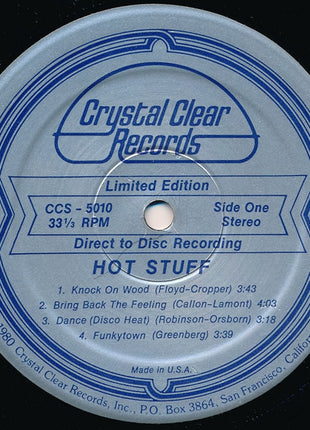 Crystal Clear
Records
Limited Edition
CCS - 5010
33⅓ RPM
Side One
Stereo
Direct to Disc Recording
HOT STUFF
1. Knock On Wood (Floyd-Cropper) 3:43
2. Bring Back The Feeling (Callon-Lamont) 4:03
3. Dance (Disco Heat) (Robinson-Orsborn) 3:18
4. Funkytown (Greenberg) 3:39
Made in U.S.A.
1980 Crystal Clear Records, Inc., P.O. Box 3864, San Francisco,